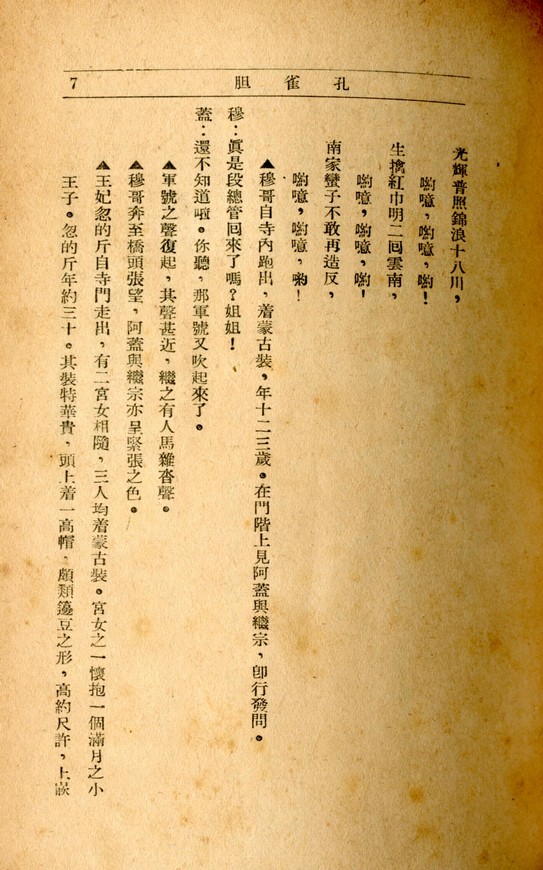 孔雀胆
7
光輝普照錦浪十八川，
喲噫，喲噫，喲！
生擒紅巾明二囘雲南，
喲噫，喲噫，喲！
南家蠻子不敢再造反，
喲噫，喲噫，喲！
▲穆哥自寺內跑出，着蒙古裝，年十二三歲。在門階上見阿蓋與繼宗，卽行發問。
穆：眞是段總管回來了嗎？姐姐！
蓋：還不知道啦。你聽，那軍號又吹起來了。
▲軍號之聲復起，其聲甚近，繼之有人馬雜沓聲。
▲穆哥奔至橋頭張望，阿蓋與繼宗亦呈緊張之色。
▲王妃忽的斤自寺門走出，有二宮女相隨，三人均着蒙古裝。宮女之一懷抱一個滿月之小
王子。忽的斤年約三十。其裝特華貴，頭上着一高帽，頗類籩豆之形，高約尺許，上嵌